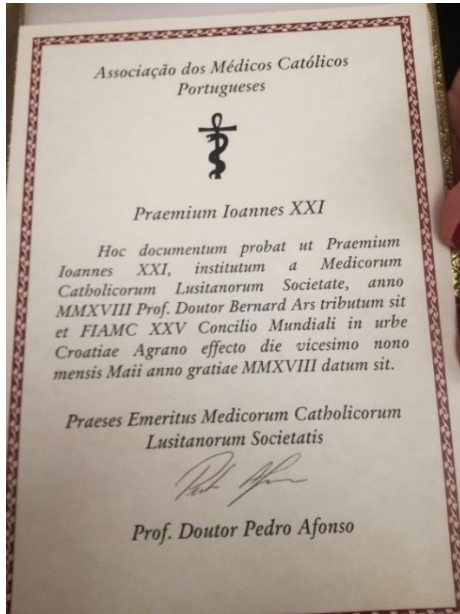 Associação dos Médicos Católicos
Portugueses
Praemium Ioannes XXI
Hoc documentum probat ut Praemium
Ioannes XXI, institutum a Medicorum
Catholicorum Lusitanorum Societate, anno
MMXVIII Prof. Doutor Bernard Ars tributum sit
et FIAMC XXV Concilio Mundiali in urbe
Croatiae Agrano effecto die vicesimo nono
mensis Maii anno gratiae MMXVIII datum sit.
Praeses Emeritus Medicorum Catholicorum
Lusitanorum Societatis
Prof. Doutor Pedro Afonso